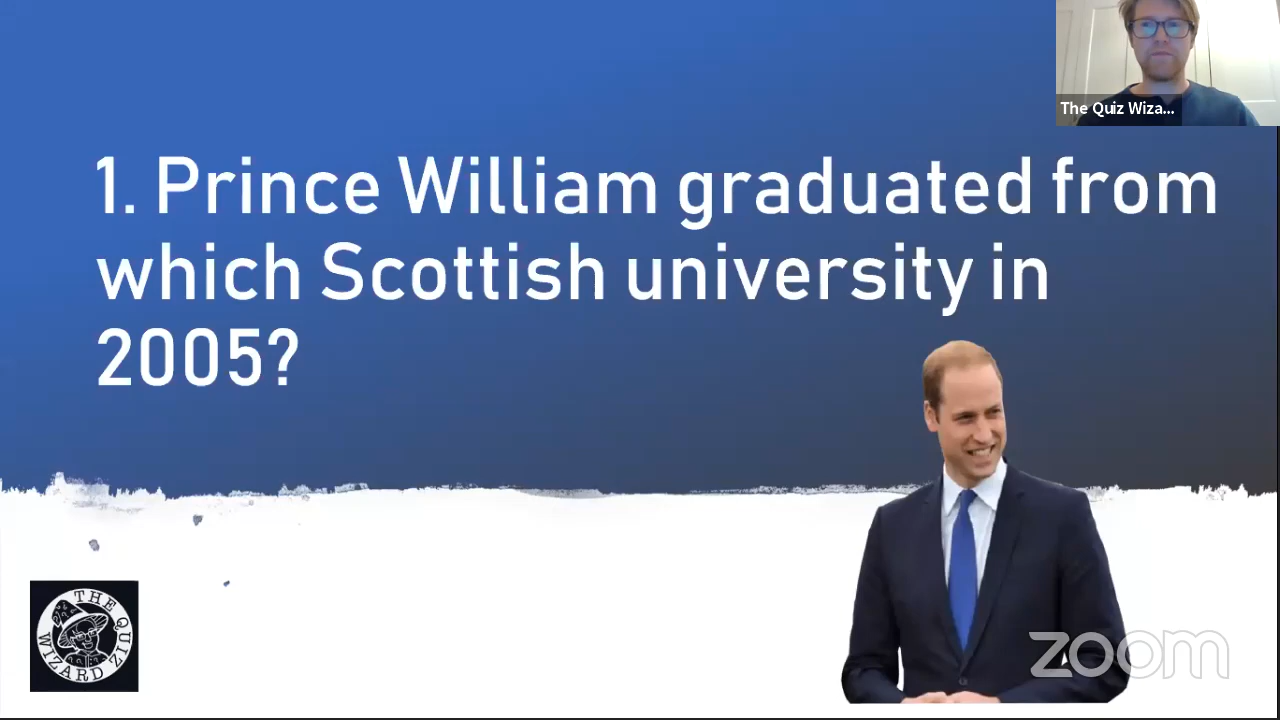 The Quiz Wiza...
1. Prince William graduated from
which Scottish university in
2005?
THE QUIZ WIZARD
zoom